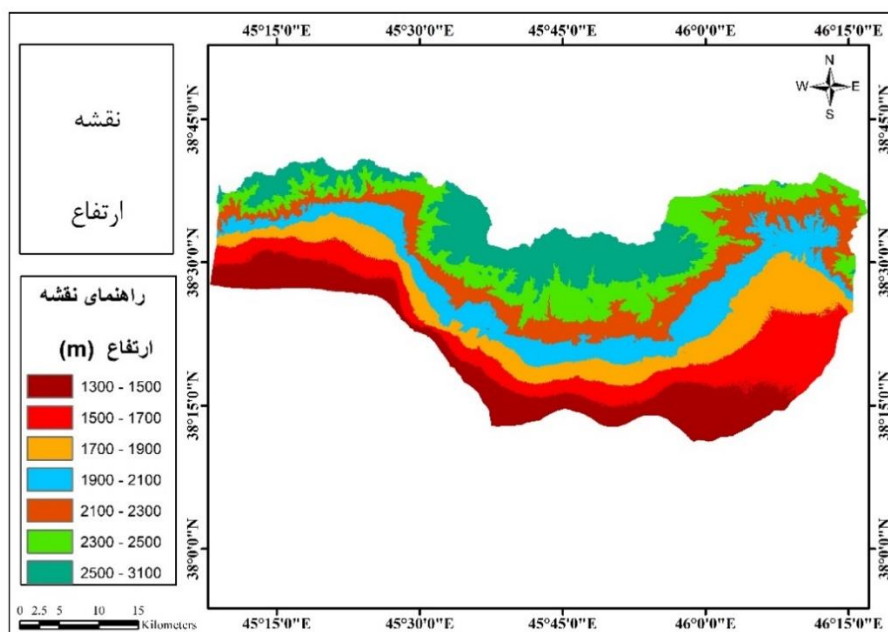 45°15'0"E 45°30'0"E 45°45'0"E 46°0'0"E 46°15'0"E
نقشه
ارتفاع
N
W E
S
38°45'0"N 38°45'0"N
38°30'0"N 38°30'0"N
38°15'0"N 38°15'0"N
38°0'0"N 38°0'0"N
راهنمای نقشه
ارتفاع (m)
1300 - 1500
1500 - 1700
1700 - 1900
1900 - 2100
2100 - 2300
2300 - 2500
2500 - 3100
0 2.5 5 10 15
Kilometers
45°15'0"E 45°30'0"E 45°45'0"E 46°0'0"E 46°15'0"E